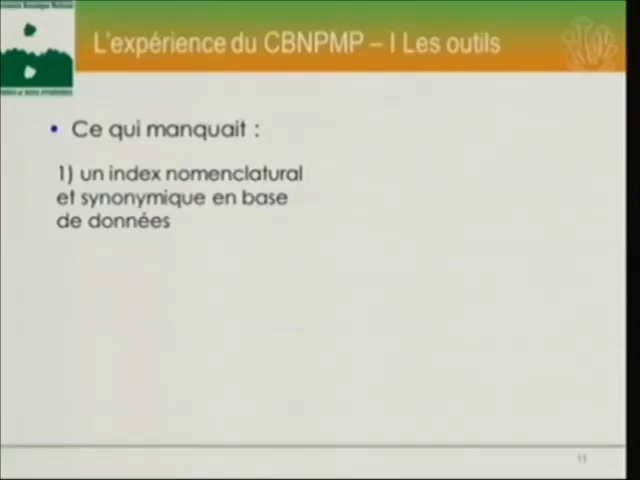 L'expérience du CBNPMP – I Les outils
• Ce qui manquait :
1) un index nomenclatural
et synonymique en base
de données
11